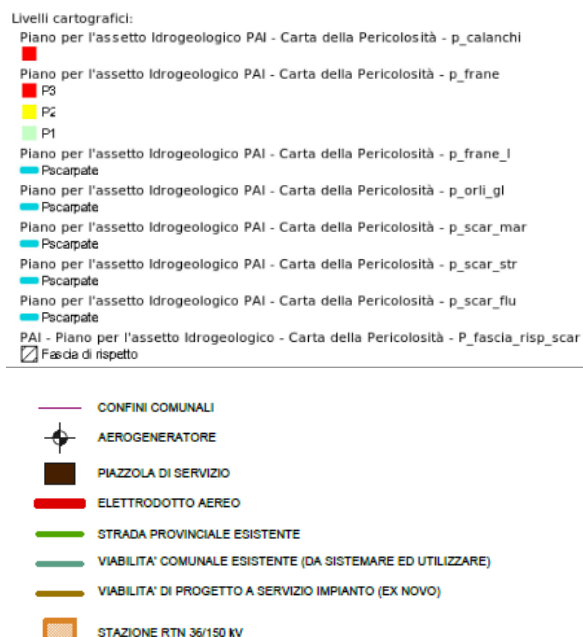 Livelli cartografici:
Piano per l'assetto Idrogeologico PAI - Carta della Pericolosità - p_calanchi
Piano per l'assetto Idrogeologico PAI - Carta della Pericolosità - p_frane
P3
P2
P1
Piano per l'assetto Idrogeologico PAI - Carta della Pericolosità - p_frane_l
Pscarpate
Piano per l'assetto Idrogeologico PAI - Carta della Pericolosità - p_orli_gl
Pscarpate
Piano per l'assetto Idrogeologico PAI - Carta della Pericolosità - p_scar_mar
Pscarpate
Piano per l'assetto Idrogeologico PAI - Carta della Pericolosità - p_scar_str
Pscarpate
Piano per l'assetto Idrogeologico PAI - Carta della Pericolosità - p_scar_flu
Pscarpate
PAI - Piano per l'assetto Idrogeologico - Carta della Pericolosità - P_fascia_risp_scar
Fascia di rispetto
CONFINI COMUNALI
AEROGENERATORE
PIAZZOLA DI SERVIZIO
ELETTRODOTTO AEREO
STRADA PROVINCIALE ESISTENTE
VIABILITA' COMUNALE ESISTENTE (DA SISTEMARE ED UTILIZZARE)
VIABILITA' DI PROGETTO A SERVIZIO IMPIANTO (EX NOVO)
STAZIONE RTN 36/150 kV